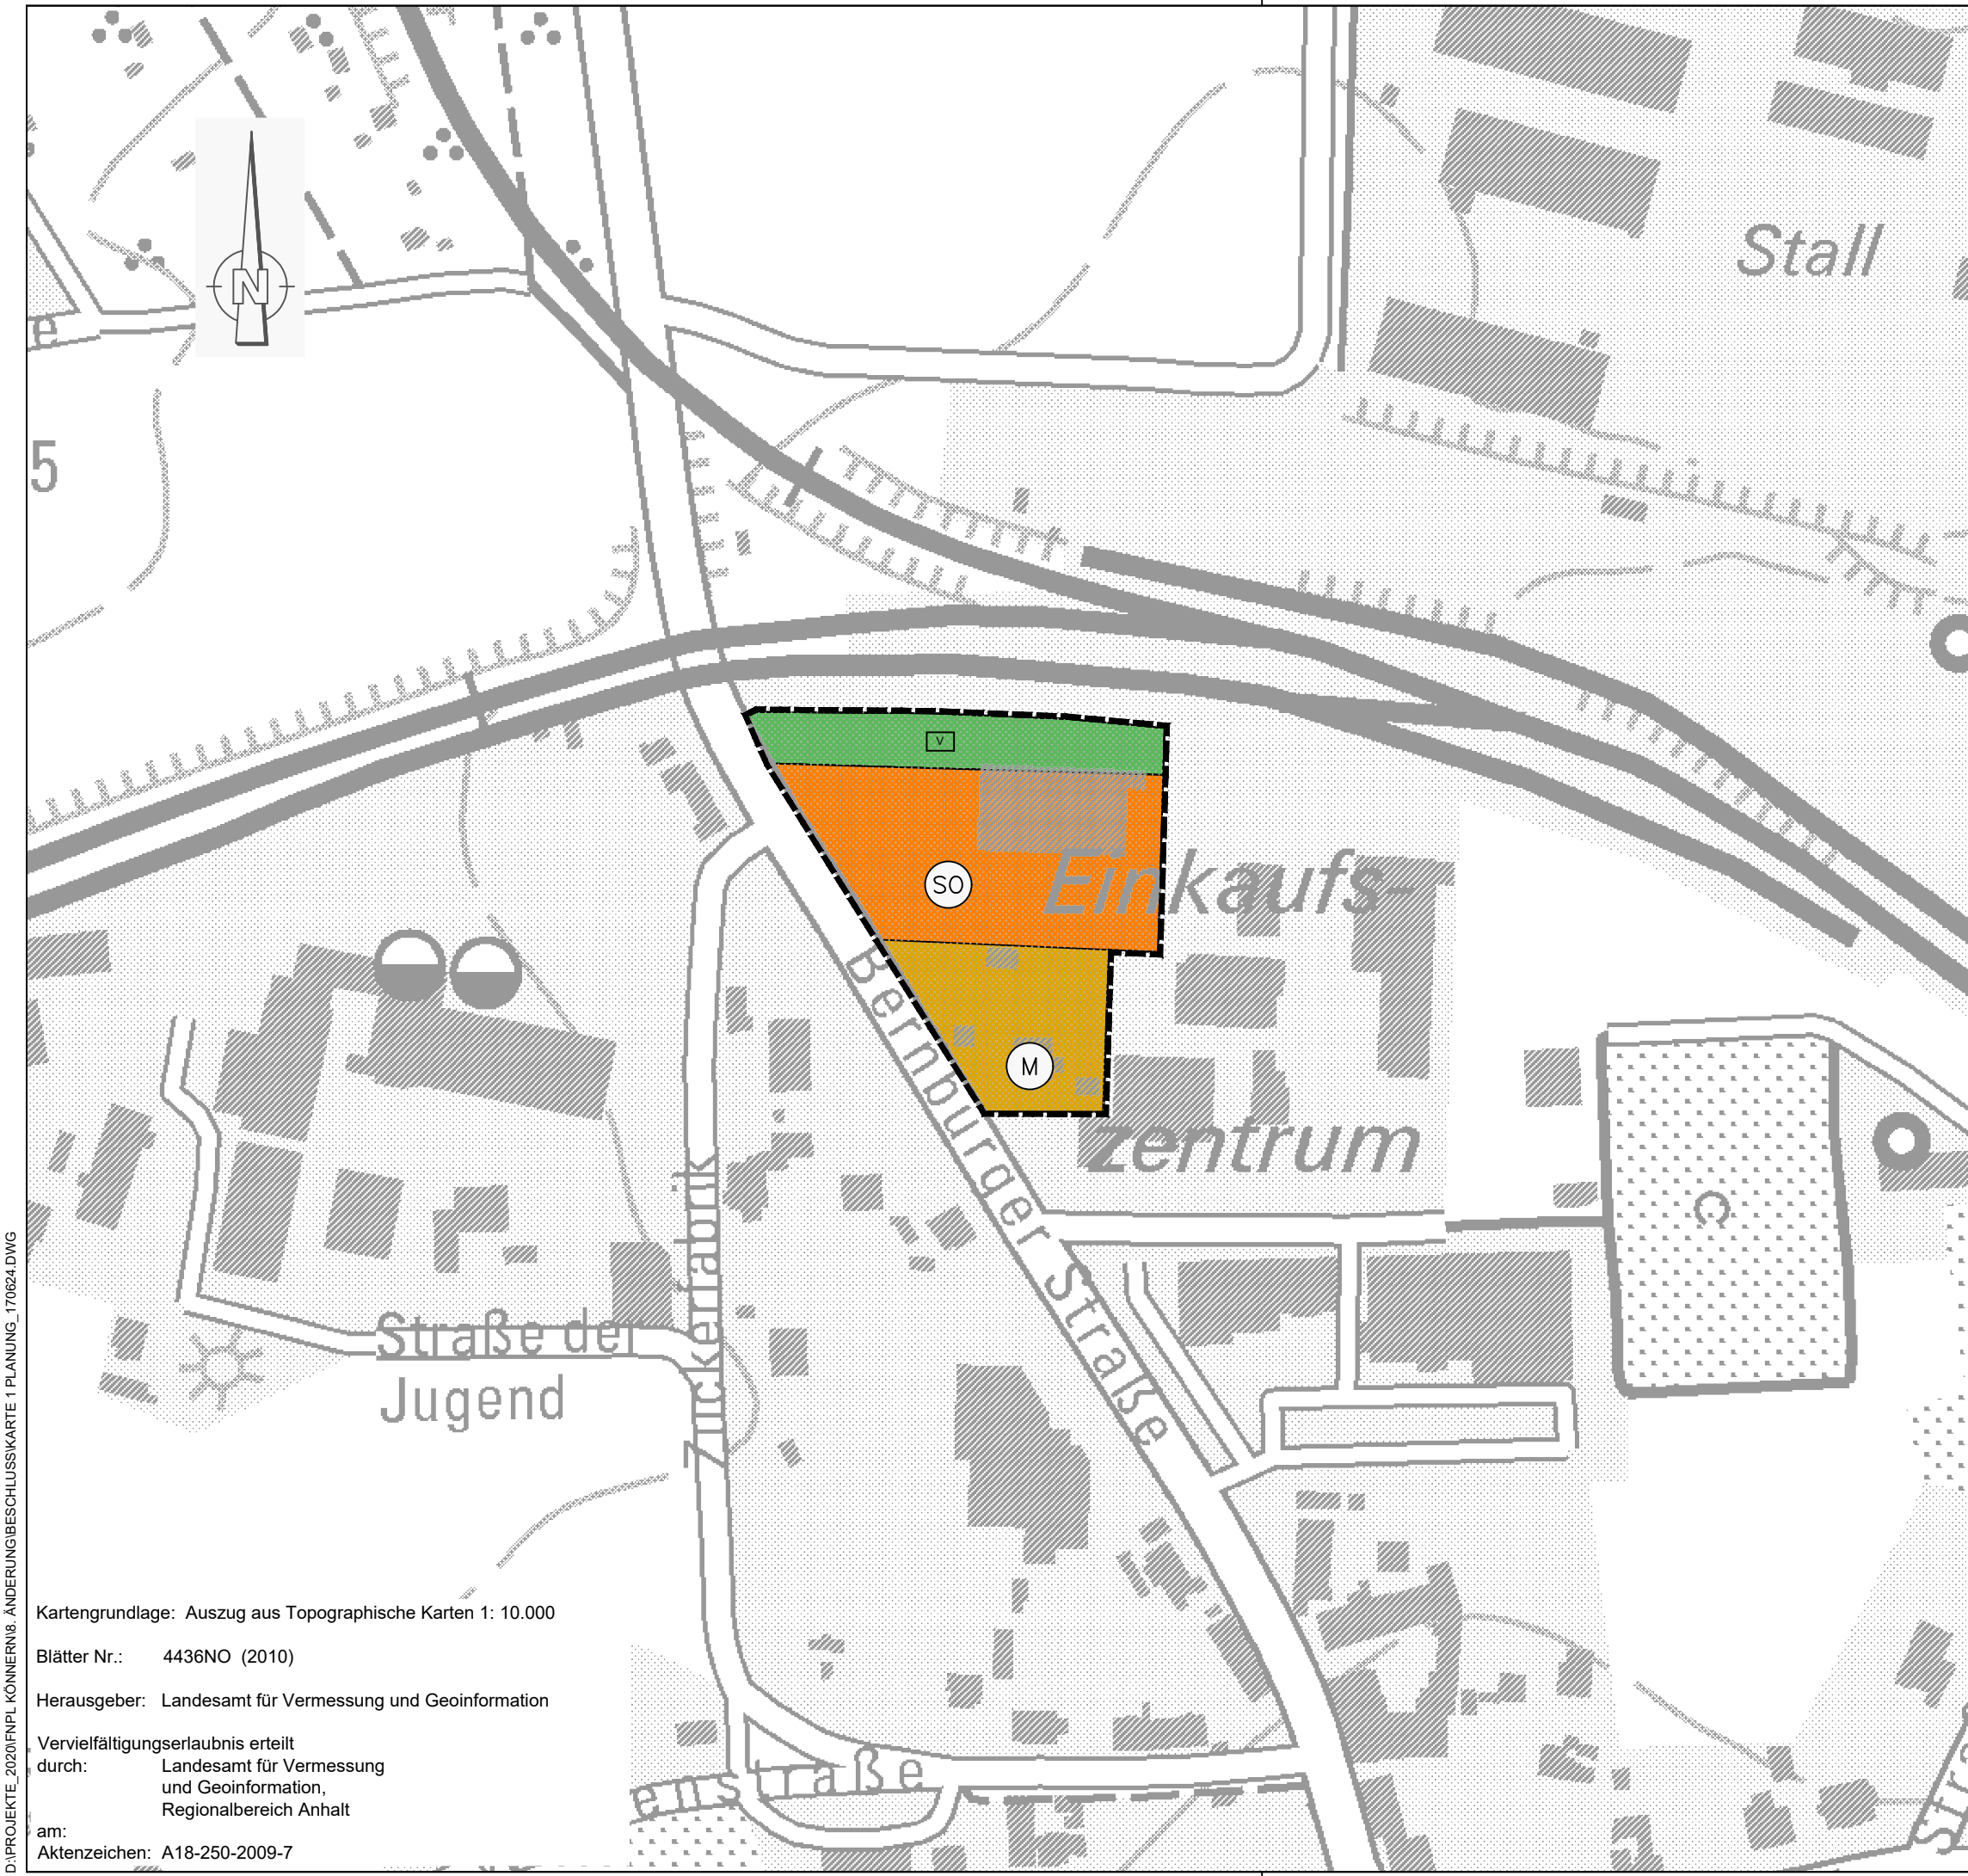 N
Stall
e
5
V
SO
Einkaufs-
M
zentrum
Bernburger Straße
Zuckerfabrik
Straße der
Jugend
Kartengrundlage: Auszug aus Topographische Karten 1: 10.000
Blätter Nr.: 4436NO (2010)
Herausgeber: Landesamt für Vermessung und Geoinformation
Vervielfältigungserlaubnis erteilt
durch: Landesamt für Vermessung
und Geoinformation,
Regionalbereich Anhalt
am:
Aktenzeichen: A18-250-2009-7
enstraße
Stra
D:\PROJEKTE_2020\FNPL KÖNNERN\8. ÄNDERUNG\BESCHLUSS\KARTE 1 PLANUNG_170624.DWG